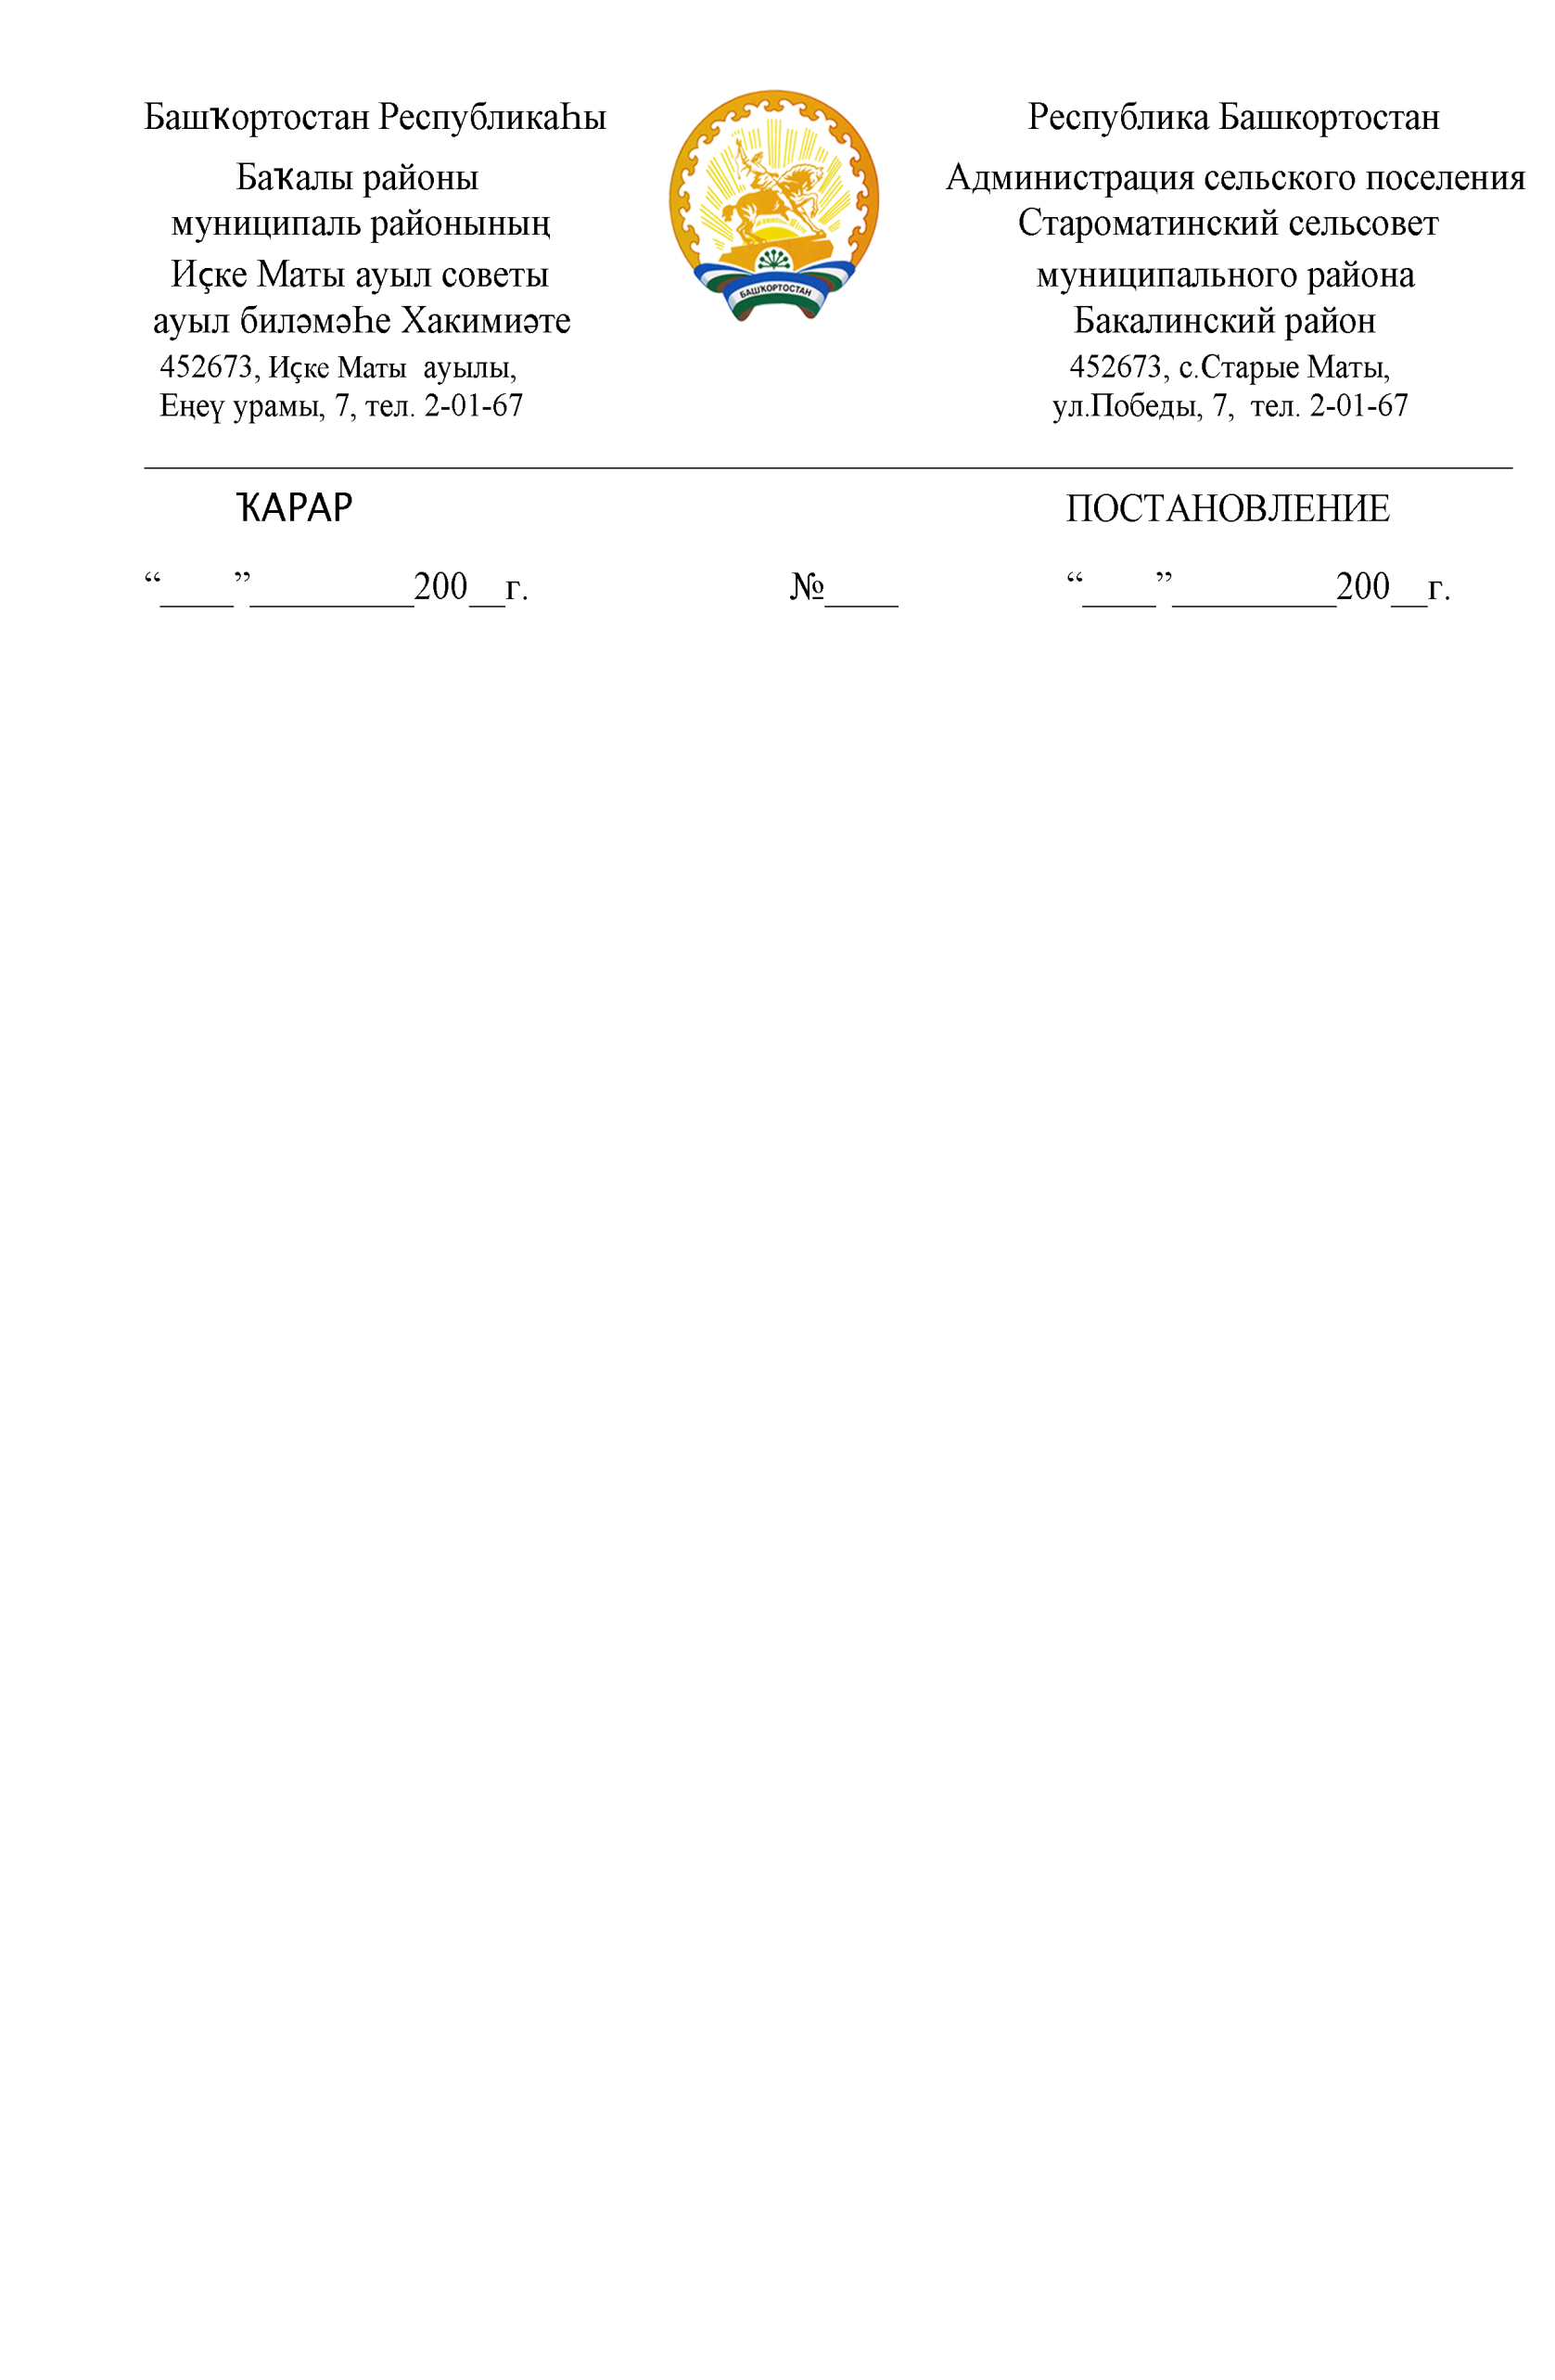 Башҡортостан Республикаһы
Баҡалы районы
муниципаль районының
Иҫке Маты ауыл советы
ауыл биләмәһе Хакимиәте
452673, Иҫке Маты  ауылы,
Еңеү урамы, 7, тел. 2-01-67
БАШҠОРТОСТАН
Республика Башкортостан
Администрация сельского поселения
Староматинский сельсовет
муниципального района
Бакалинский район
452673, с.Старые Маты,
ул.Победы, 7,  тел. 2-01-67
ҠАРАР
ПОСТАНОВЛЕНИЕ
“____”_________200__г.
№____
“____”_________200__г.